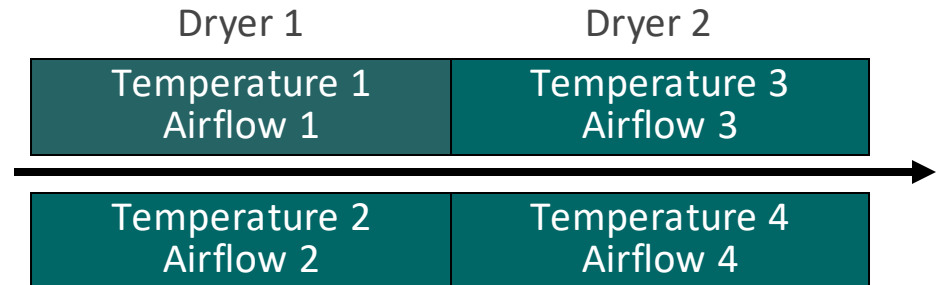 Dryer 1
Dryer 2
Temperature 1
Airflow 1
Temperature 3
Airflow 3
Temperature 2
Airflow 2
Temperature 4
Airflow 4